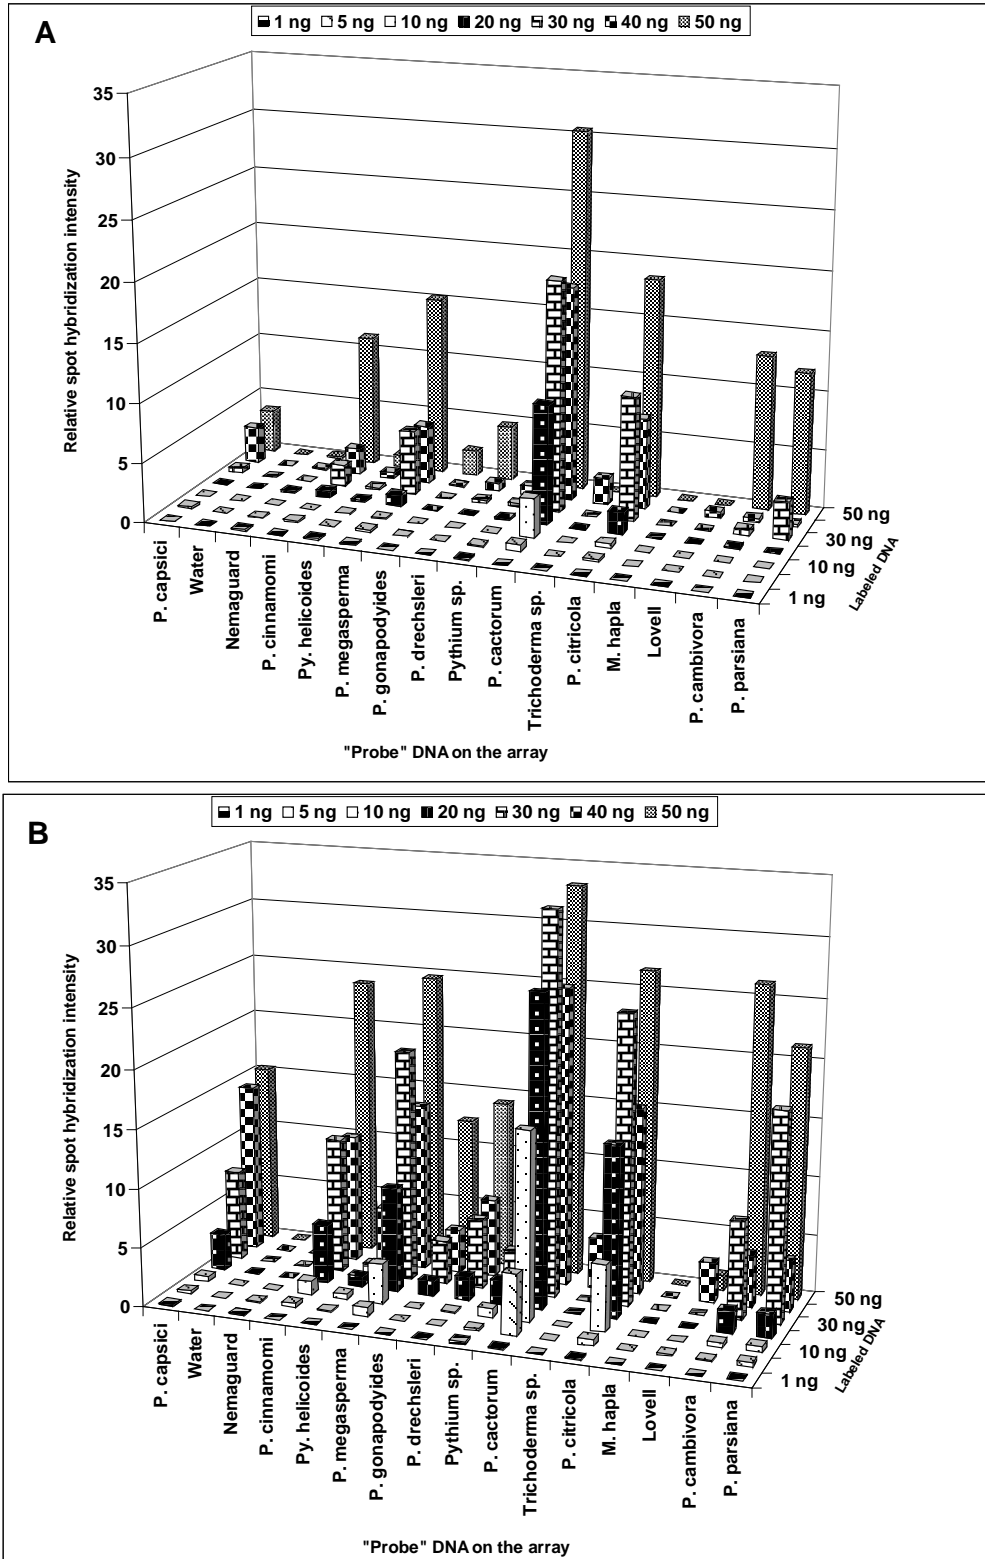 A
1 ng 5 ng 10 ng 20 ng 30 ng 40 ng 50 ng
35
30
25
20
15
10
5
0
Relative spot hybridization intensity
P. capsici
Water
Nemaguard
P. cinnamomi
Py. helicoides
P. megasperma
P. gonapodyides
P. drechsleri
Pythium sp.
P. cactorum
Trichoderma sp.
P. citricola
M. hapla
Lovell
P. cambivora
P. parsiana
50 ng
30 ng
10 ng
1 ng
Labeled DNA
"Probe" DNA on the array
B
1 ng 5 ng 10 ng 20 ng 30 ng 40 ng 50 ng
35
30
25
20
15
10
5
0
Relative spot hybridization intensity
P. capsici
Water
Nemaguard
P. cinnamomi
Py. helicoides
P. megasperma
P. gonapodyides
P. drechsleri
Pythium sp.
P. cactorum
Trichoderma sp.
P. citricola
M. hapla
Lovell
P. cambivora
P. parsiana
50 ng
30 ng
10 ng
1 ng
Labeled DNA
"Probe" DNA on the array